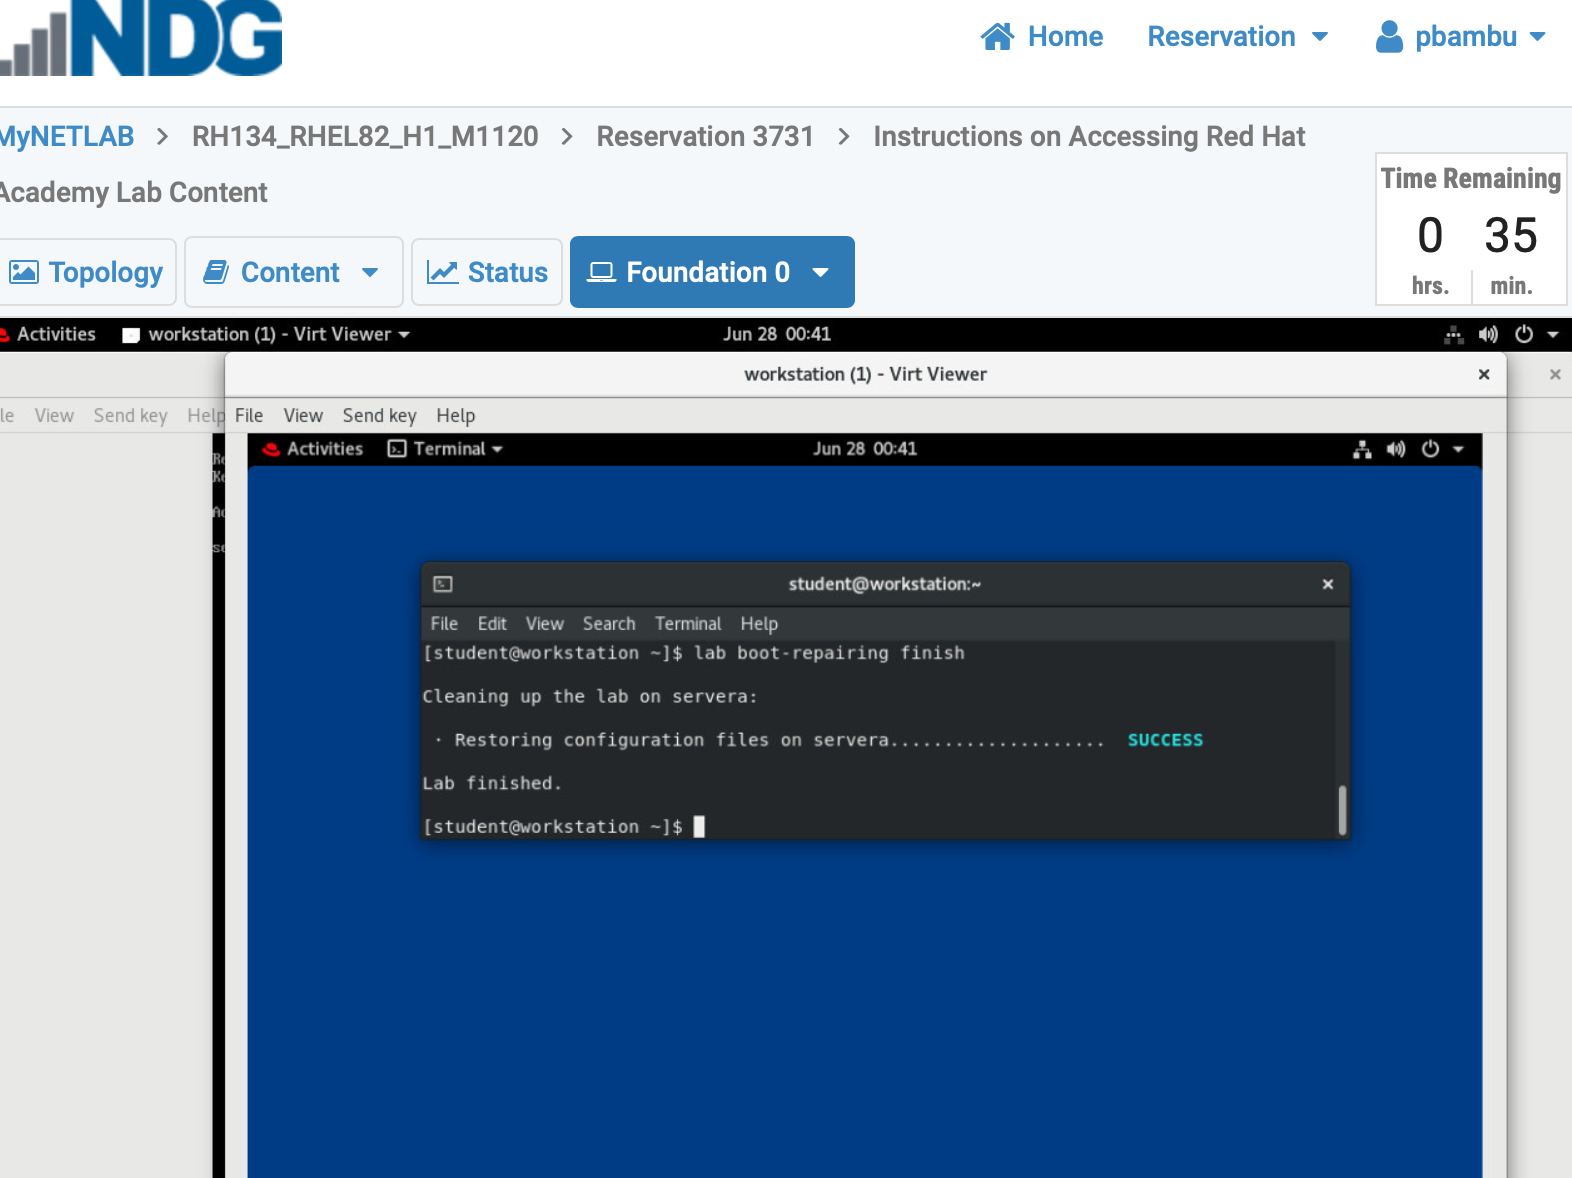 NDG
Home
Reservation
pbambu
MyNETLAB > RH134_RHEL82_H1_M1120 > Reservation 3731 > Instructions on Accessing Red Hat
Academy Lab Content
Time Remaining
0 35
hrs. min.
Topology
Content
Status
Foundation 0
Activities
workstation (1) - Virt Viewer
Jun 28 00:41
workstation (1) - Virt Viewer
View Send key Help
File View Send key Help
Activities
Terminal
Jun 28 00:41
student@workstation:~
File Edit View Search Terminal Help
[student@workstation ~]$ lab boot-repairing finish
Cleaning up the lab on servera:
· Restoring configuration files on servera.................... SUCCESS
Lab finished.
[student@workstation ~]$